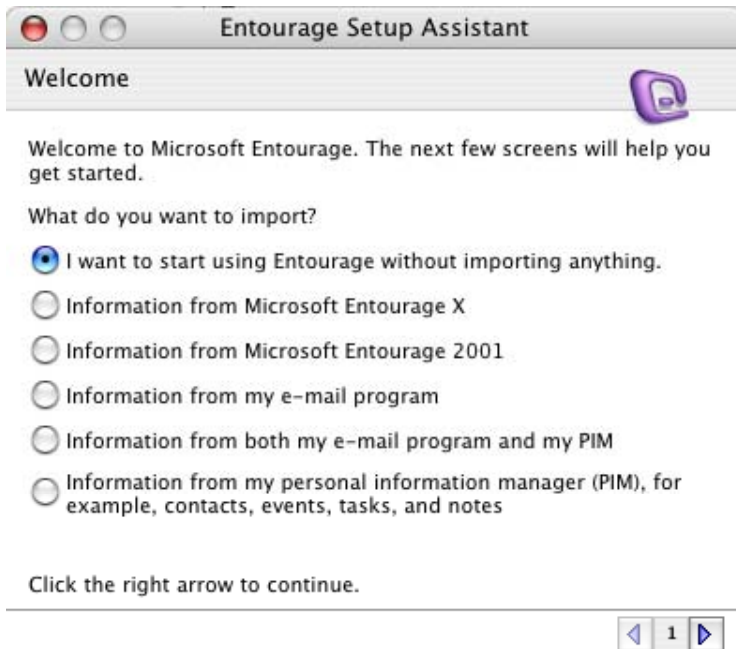 Entourage Setup Assistant
Welcome
Welcome to Microsoft Entourage. The next few screens will help you
get started.
What do you want to import?
I want to start using Entourage without importing anything.
Information from Microsoft Entourage X
Information from Microsoft Entourage 2001
Information from my e-mail program
Information from both my e-mail program and my PIM
Information from my personal information manager (PIM), for
example, contacts, events, tasks, and notes
Click the right arrow to continue.
1